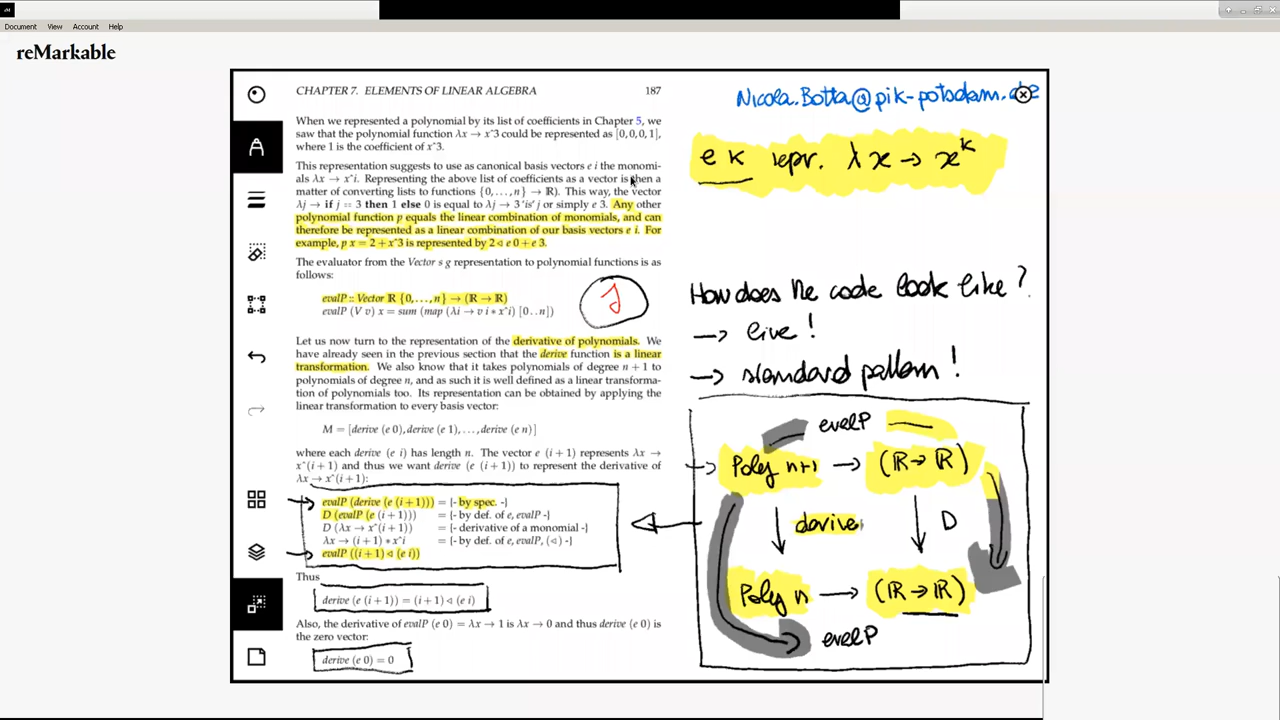 Document View Account Help
reMarkable
CHAPTER 7. ELEMENTS OF LINEAR ALGEBRA 187
When we represented a polynomial by its list of coefficients in Chapter 5, we
saw that the polynomial function λx → x^3 could be represented as [0,0,0,1],
where 1 is the coefficient of x^3.
This representation suggests to use as canonical basis vectors e i the monomi-
als λx → x^i. Representing the above list of coefficients as a vector is then a
matter of converting lists to functions {0,...,n} → ℝ). This way, the vector
λj → if j = 3 then 1 else 0 is equal to λj → 3 'is' j or simply e 3. Any other
polynomial function p equals the linear combination of monomials, and can
therefore be represented as a linear combination of our basis vectors e i. For
example, p x = 2 + x^3 is represented by 2 ◁ e 0 + e 3.
The evaluator from the Vector s g representation to polynomial functions is as
follows:
evalP :: Vector ℝ {0,...,n} → (ℝ → ℝ)
evalP (V v) x = sum (map (λi → v i * x^i) [0..n])
Let us now turn to the representation of the derivative of polynomials. We
have already seen in the previous section that the derive function is a linear
transformation. We also know that it takes polynomials of degree n + 1 to
polynomials of degree n, and as such it is well defined as a linear transforma-
tion of polynomials too. Its representation can be obtained by applying the
linear transformation to every basis vector:
M = [derive (e 0), derive (e 1), ..., derive (e n)]
where each derive (e i) has length n. The vector e (i + 1) represents λx →
x^(i + 1) and thus we want derive (e (i + 1)) to represent the derivative of
λx → x^(i + 1):
evalP (derive (e (i + 1))) = {- by spec. -}
D (evalP (e (i + 1))) = {- by def. of e, evalP -}
D (λx → x^(i + 1)) = {- derivative of a monomial -}
λx → (i + 1) * x^i = {- by def. of e, evalP, (◁) -}
evalP ((i + 1) ◁ (e i))
Thus
derive (e (i + 1)) = (i + 1) ◁ (e i)
Also, the derivative of evalP (e 0) = λx → 1 is λx → 0 and thus derive (e 0) is
the zero vector:
derive (e 0) = 0
e k repr. λ x → x^k
How does the code look like?
→ live!
→ standard pattern!
evalP
→ Poly n+1 → (ℝ → ℝ)
derive D
Poly n → (ℝ → ℝ)
evalP